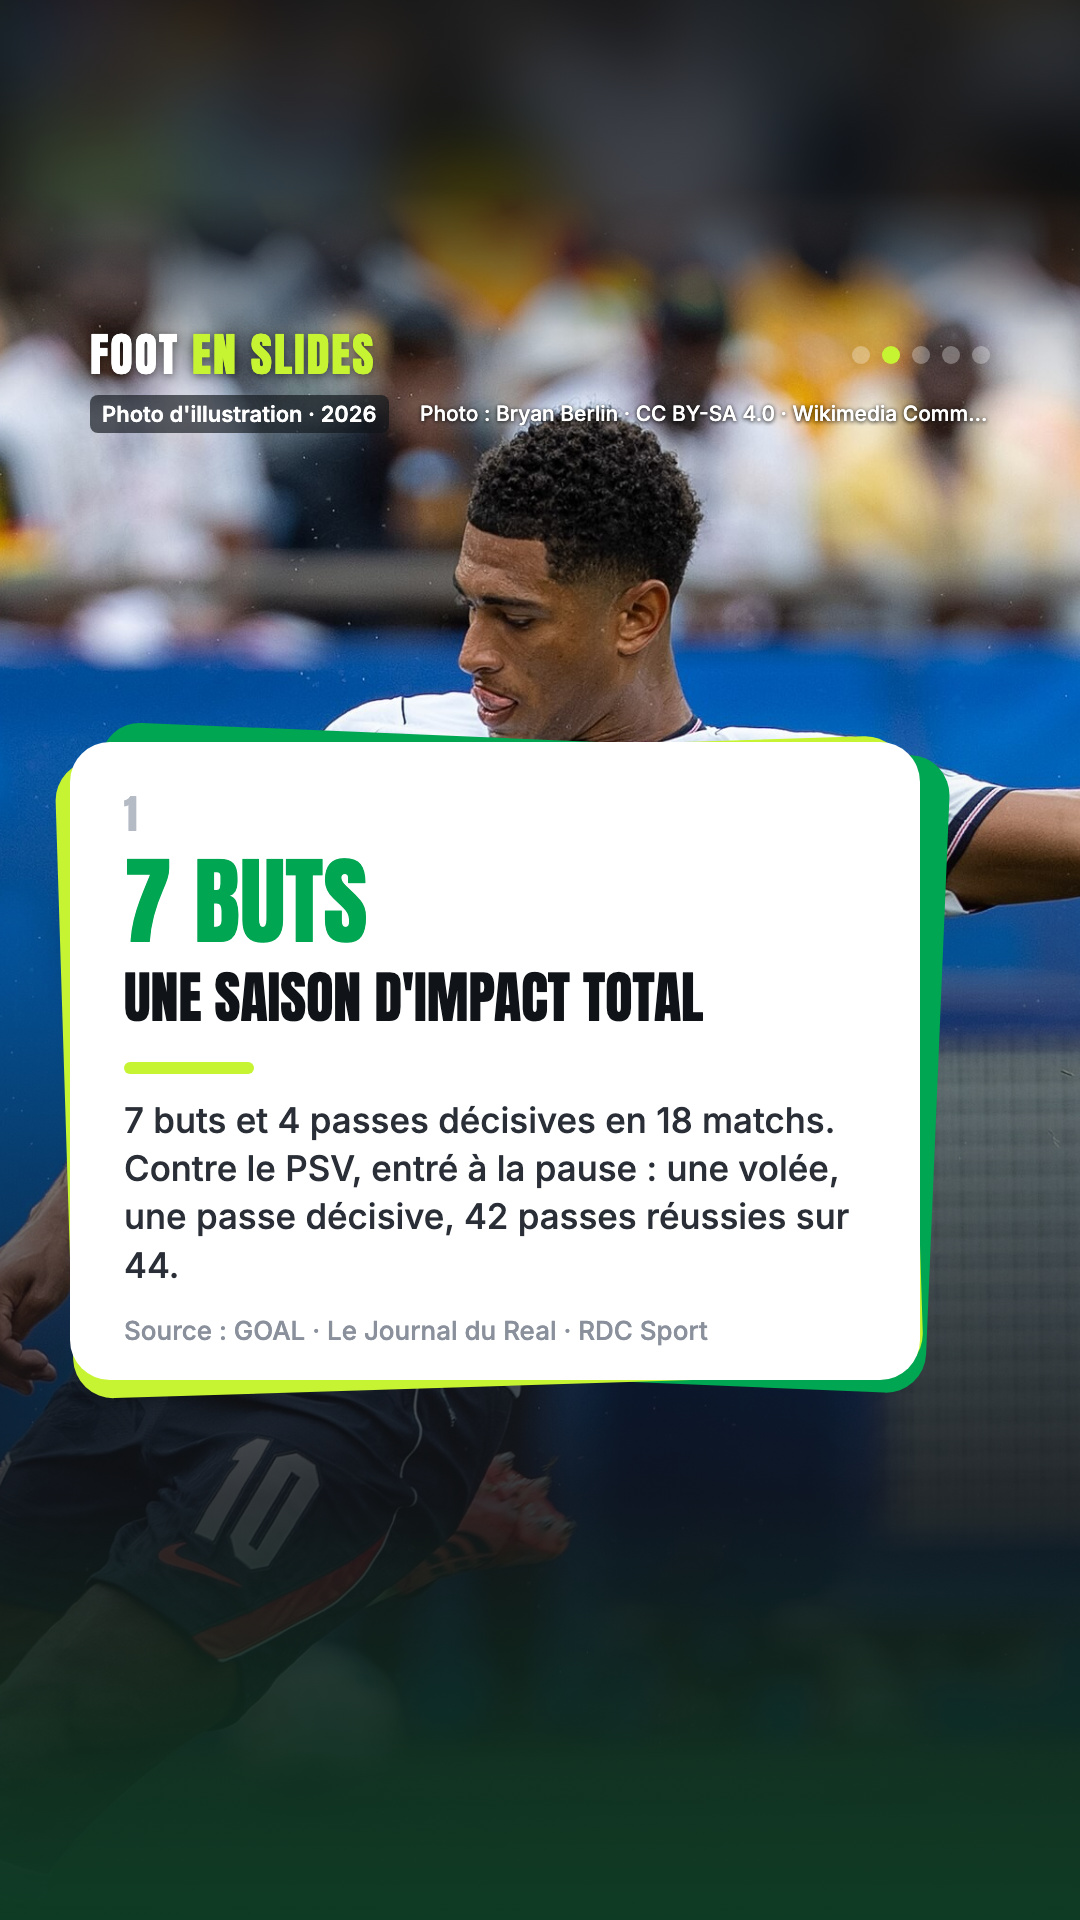 FOOT EN SLIDES
Photo d'illustration · 2026
Photo : Bryan Berlin · CC BY-SA 4.0 · Wikimedia Comm...
1
7 BUTS
UNE SAISON D'IMPACT TOTAL
7 buts et 4 passes décisives en 18 matchs.
Contre le PSV, entré à la pause : une volée,
une passe décisive, 42 passes réussies sur
44.
Source : GOAL · Le Journal du Real · RDC Sport
10